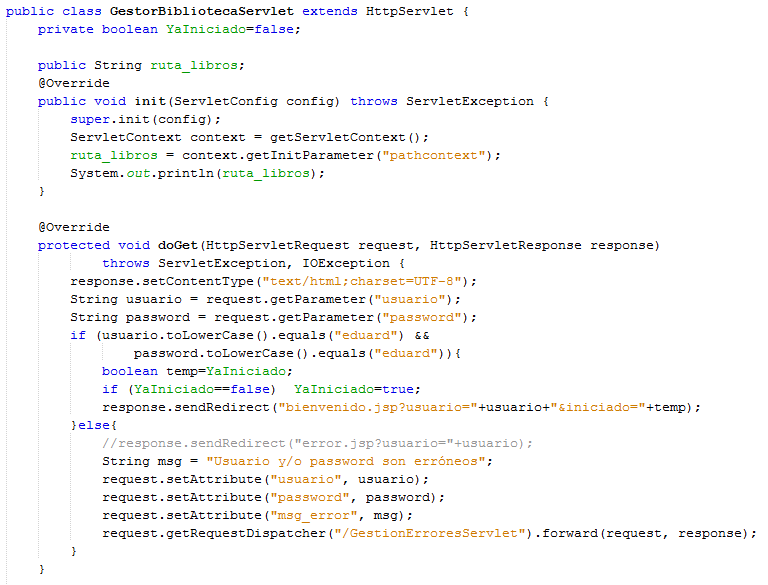 public class GestorBibliotecaServlet extends HttpServlet {
    private boolean YaIniciado=false;

    public String ruta_libros;
    @Override
    public void init(ServletConfig config) throws ServletException {
        super.init(config);
        ServletContext context = getServletContext();
        ruta_libros = context.getInitParameter("pathcontext");
        System.out.println(ruta_libros);
    }

    @Override
    protected void doGet(HttpServletRequest request, HttpServletResponse response)
            throws ServletException, IOException {
        response.setContentType("text/html;charset=UTF-8");
        String usuario = request.getParameter("usuario");
        String password = request.getParameter("password");
        if (usuario.toLowerCase().equals("eduard") &&
                password.toLowerCase().equals("eduard")){
            boolean temp=YaIniciado;
            if (YaIniciado==false)  YaIniciado=true;
            response.sendRedirect("bienvenido.jsp?usuario="+usuario+"&iniciado="+temp);
        }else{
            //response.sendRedirect("error.jsp?usuario="+usuario);
            String msg = "Usuario y/o password son erróneos";
            request.setAttribute("usuario", usuario);
            request.setAttribute("password", password);
            request.setAttribute("msg_error", msg);
            request.getRequestDispatcher("/GestionErroresServlet").forward(request, response);
        }
    }